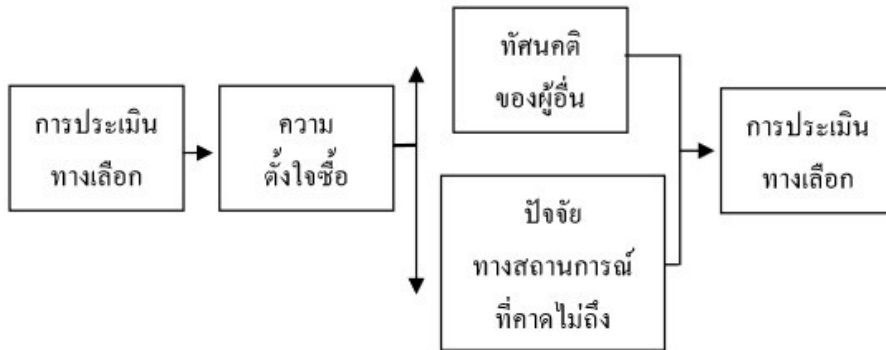 การประเมิน
ทางเลือก
ความ
ตั้งใจซื้อ
ทัศนคติ
ของผู้อื่น
ปัจจัย
ทางสถานการณ์
ที่คาดไม่ถึง
การประเมิน
ทางเลือก